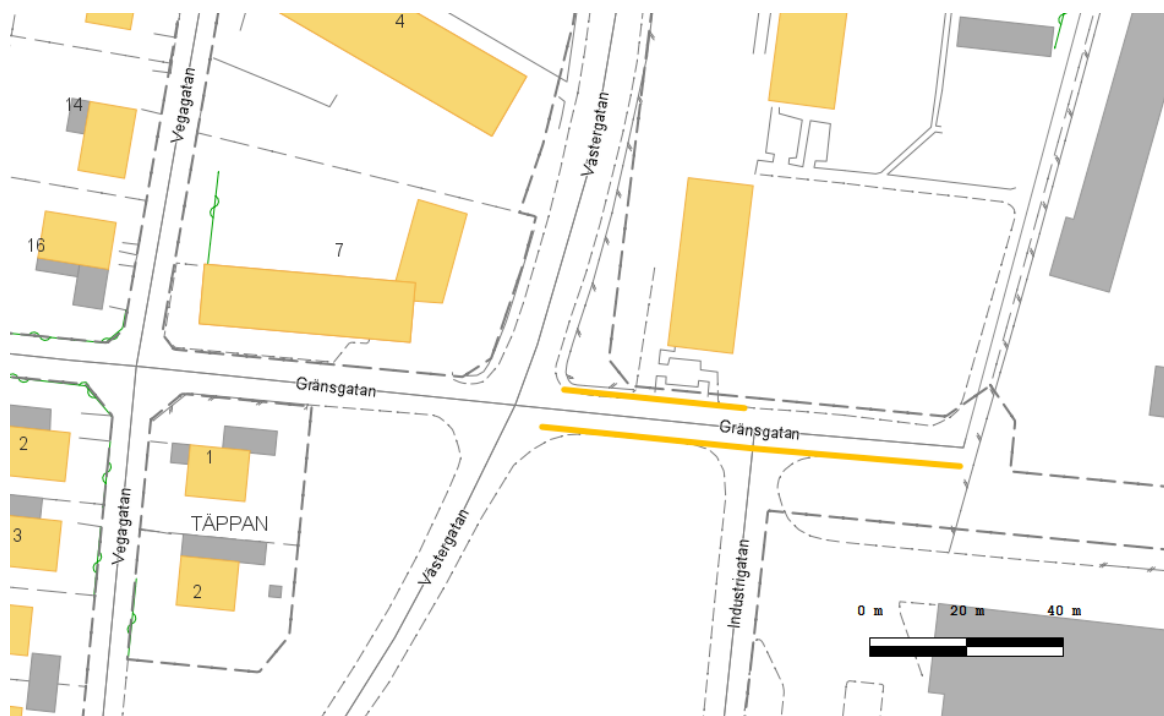 4
14
Vegagatan
Västergatan
16
7
Gränsgatan
Gränsgatan
2
1
TÄPPAN
3
Vegagatan
Västergatan
Industrigatan
2
0 m 20 m 40 m